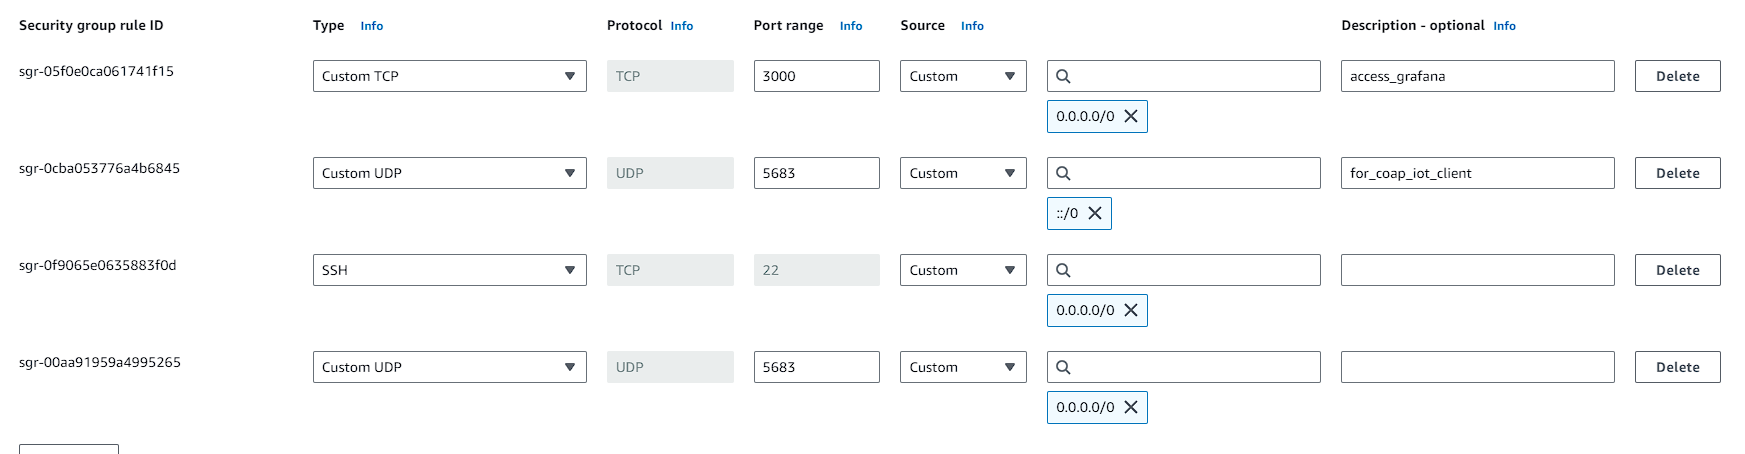 Security group rule ID Type Info Protocol Info Port range Info Source Info Description - optional Info
sgr-05f0e0ca061741f15 Custom TCP TCP 3000 Custom access_grafana Delete
0.0.0.0/0
sgr-0cba053776a4b6845 Custom UDP UDP 5683 Custom for_coap_iot_client Delete
::/0
sgr-0f9065e0635883f0d SSH TCP 22 Custom Delete
0.0.0.0/0
sgr-00aa91959a4995265 Custom UDP UDP 5683 Custom Delete
0.0.0.0/0